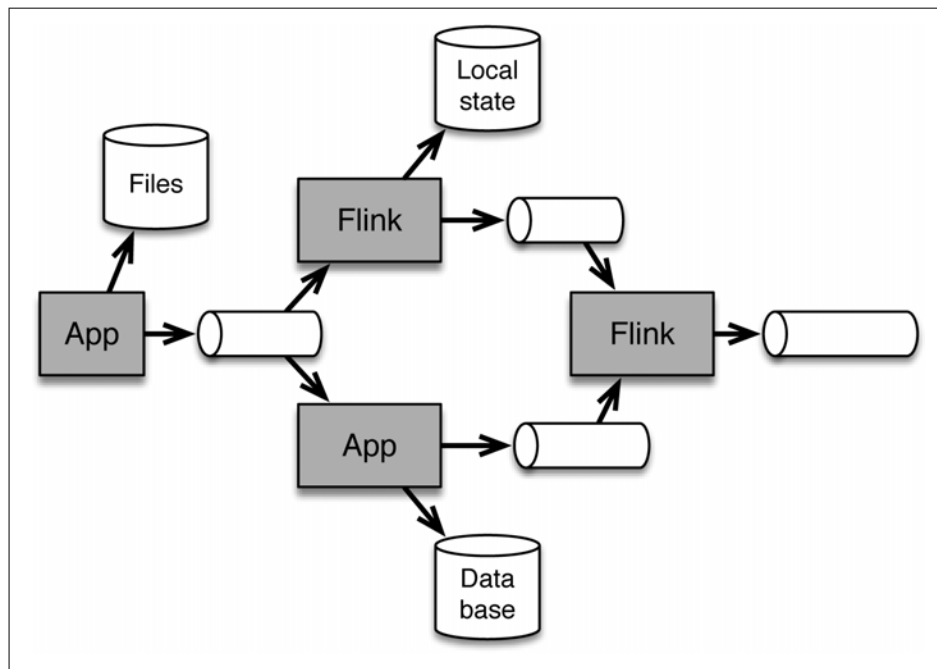 Local
state
Files
Flink
App
Flink
App
Data
base